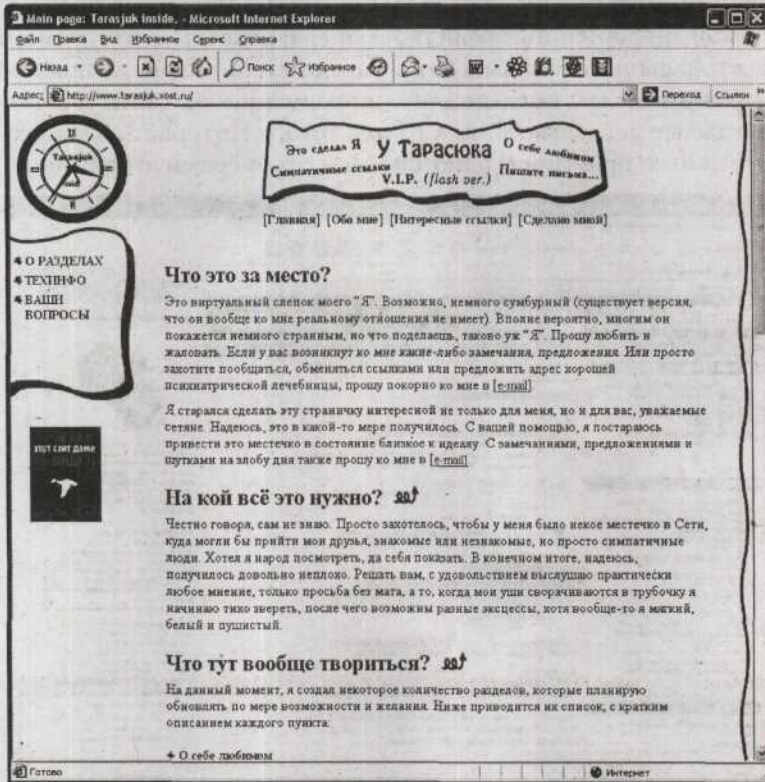 Main page: Tarasjuk inside, - Microsoft Internet Explorer
Файл Правка Вид Избранное Сервис Справка
Назад Поиск Избранное
Адрес: http://www.tarasjuk.xost.ru/ Переход Ссылки »
Tarasjuk
Это сделал Я У Тарасюка О себе любимом
Симпатичные ссылки V.I.P. (flash ver.) Пишите письма...
[Главная] [Обо мне] [Интересные ссылки] [Сделано мной]
О РАЗДЕЛАХ
ТЕХИНФО
ВАШИ
ВОПРОСЫ
этот сайт дома
Что это за место?
Это виртуальный слепок моего "Я". Возможно, немного сумбурный (существует версия,
что он вообще ко мне реальному отношения не имеет). Вполне вероятно, многим он
покажется немного странным, но что поделаешь, таково уж "Я". Прошу любить и
жаловать. Если у вас возникнут ко мне какие-либо замечания, предложения. Или просто
захотите пообщаться, обменяться ссылками или предложить адрес хорошей
психиатрической лечебницы, прошу покорно ко мне в [e-mail].
Я старался сделать эту страничку интересной не только для меня, но и для вас, уважаемые
сетяне. Надеюсь, это в какой-то мере получилось. С вашей помощью, я постараюсь
привести это местечко в состояние близкое к идеалу. С замечаниями, предложениями и
шутками на злобу дня также прошу ко мне в [e-mail].
На кой всё это нужно?
Честно говоря, сам не знаю. Просто захотелось, чтобы у меня было некое местечко в Сети,
куда могли бы прийти мои друзья, знакомые или незнакомые, но просто симпатичные
люди. Хотел я народ посмотреть, да себя показать. В конечном итоге, надеюсь,
получилось довольно неплохо. Решать вам, с удовольствием выслушаю практически
любое мнение, только просьба без мата, а то, когда мои уши сворачиваются в трубочку я
начинаю тихо звереть, после чего возможны разные эксцессы, хотя вообще-то я мягкий,
белый и пушистый.
Что тут вообще твориться?
На данный момент, я создал некоторое количество разделов, которые планирую
обновлять по мере возможности и желания. Ниже приводится их список, с кратким
описанием каждого пункта:
О себе любимом
Готово Интернет